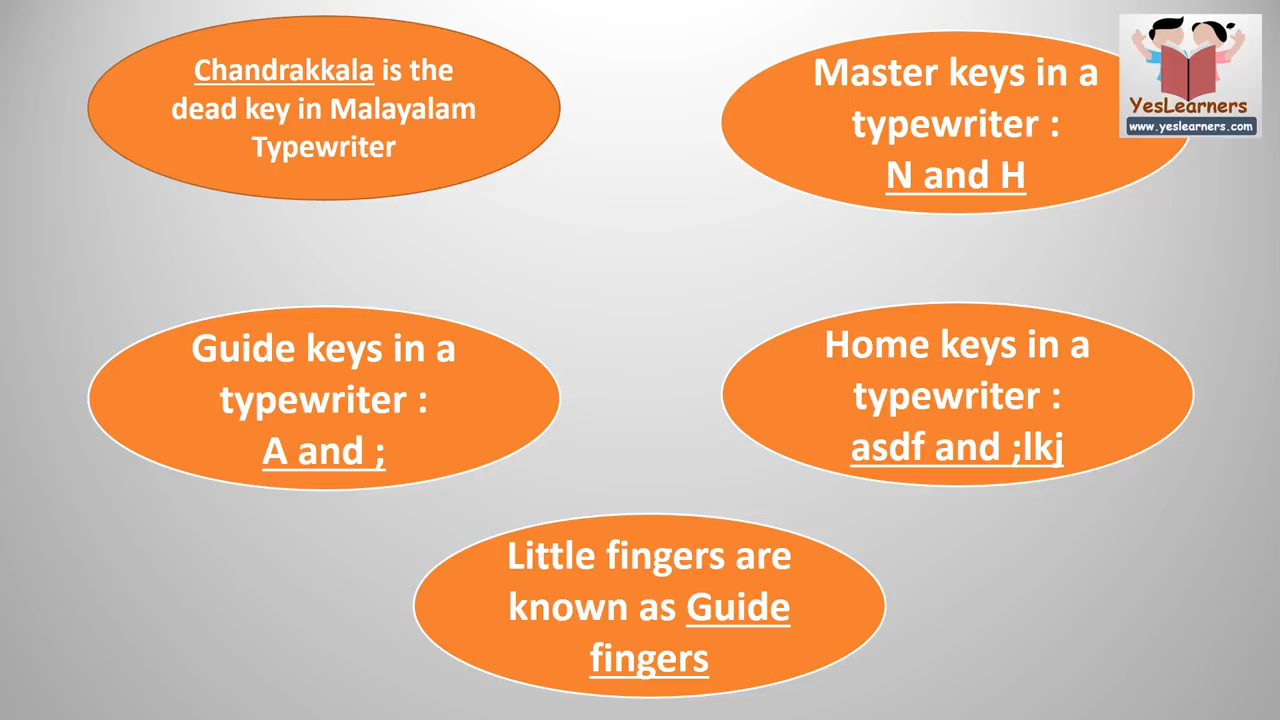 Chandrakkala is the
dead key in Malayalam
Typewriter
Master keys in a
typewriter :
N and H
YesLearners
www.yeslearners.com
Guide keys in a
typewriter :
A and ;
Home keys in a
typewriter :
asdf and ;lkj
Little fingers are
known as Guide
fingers